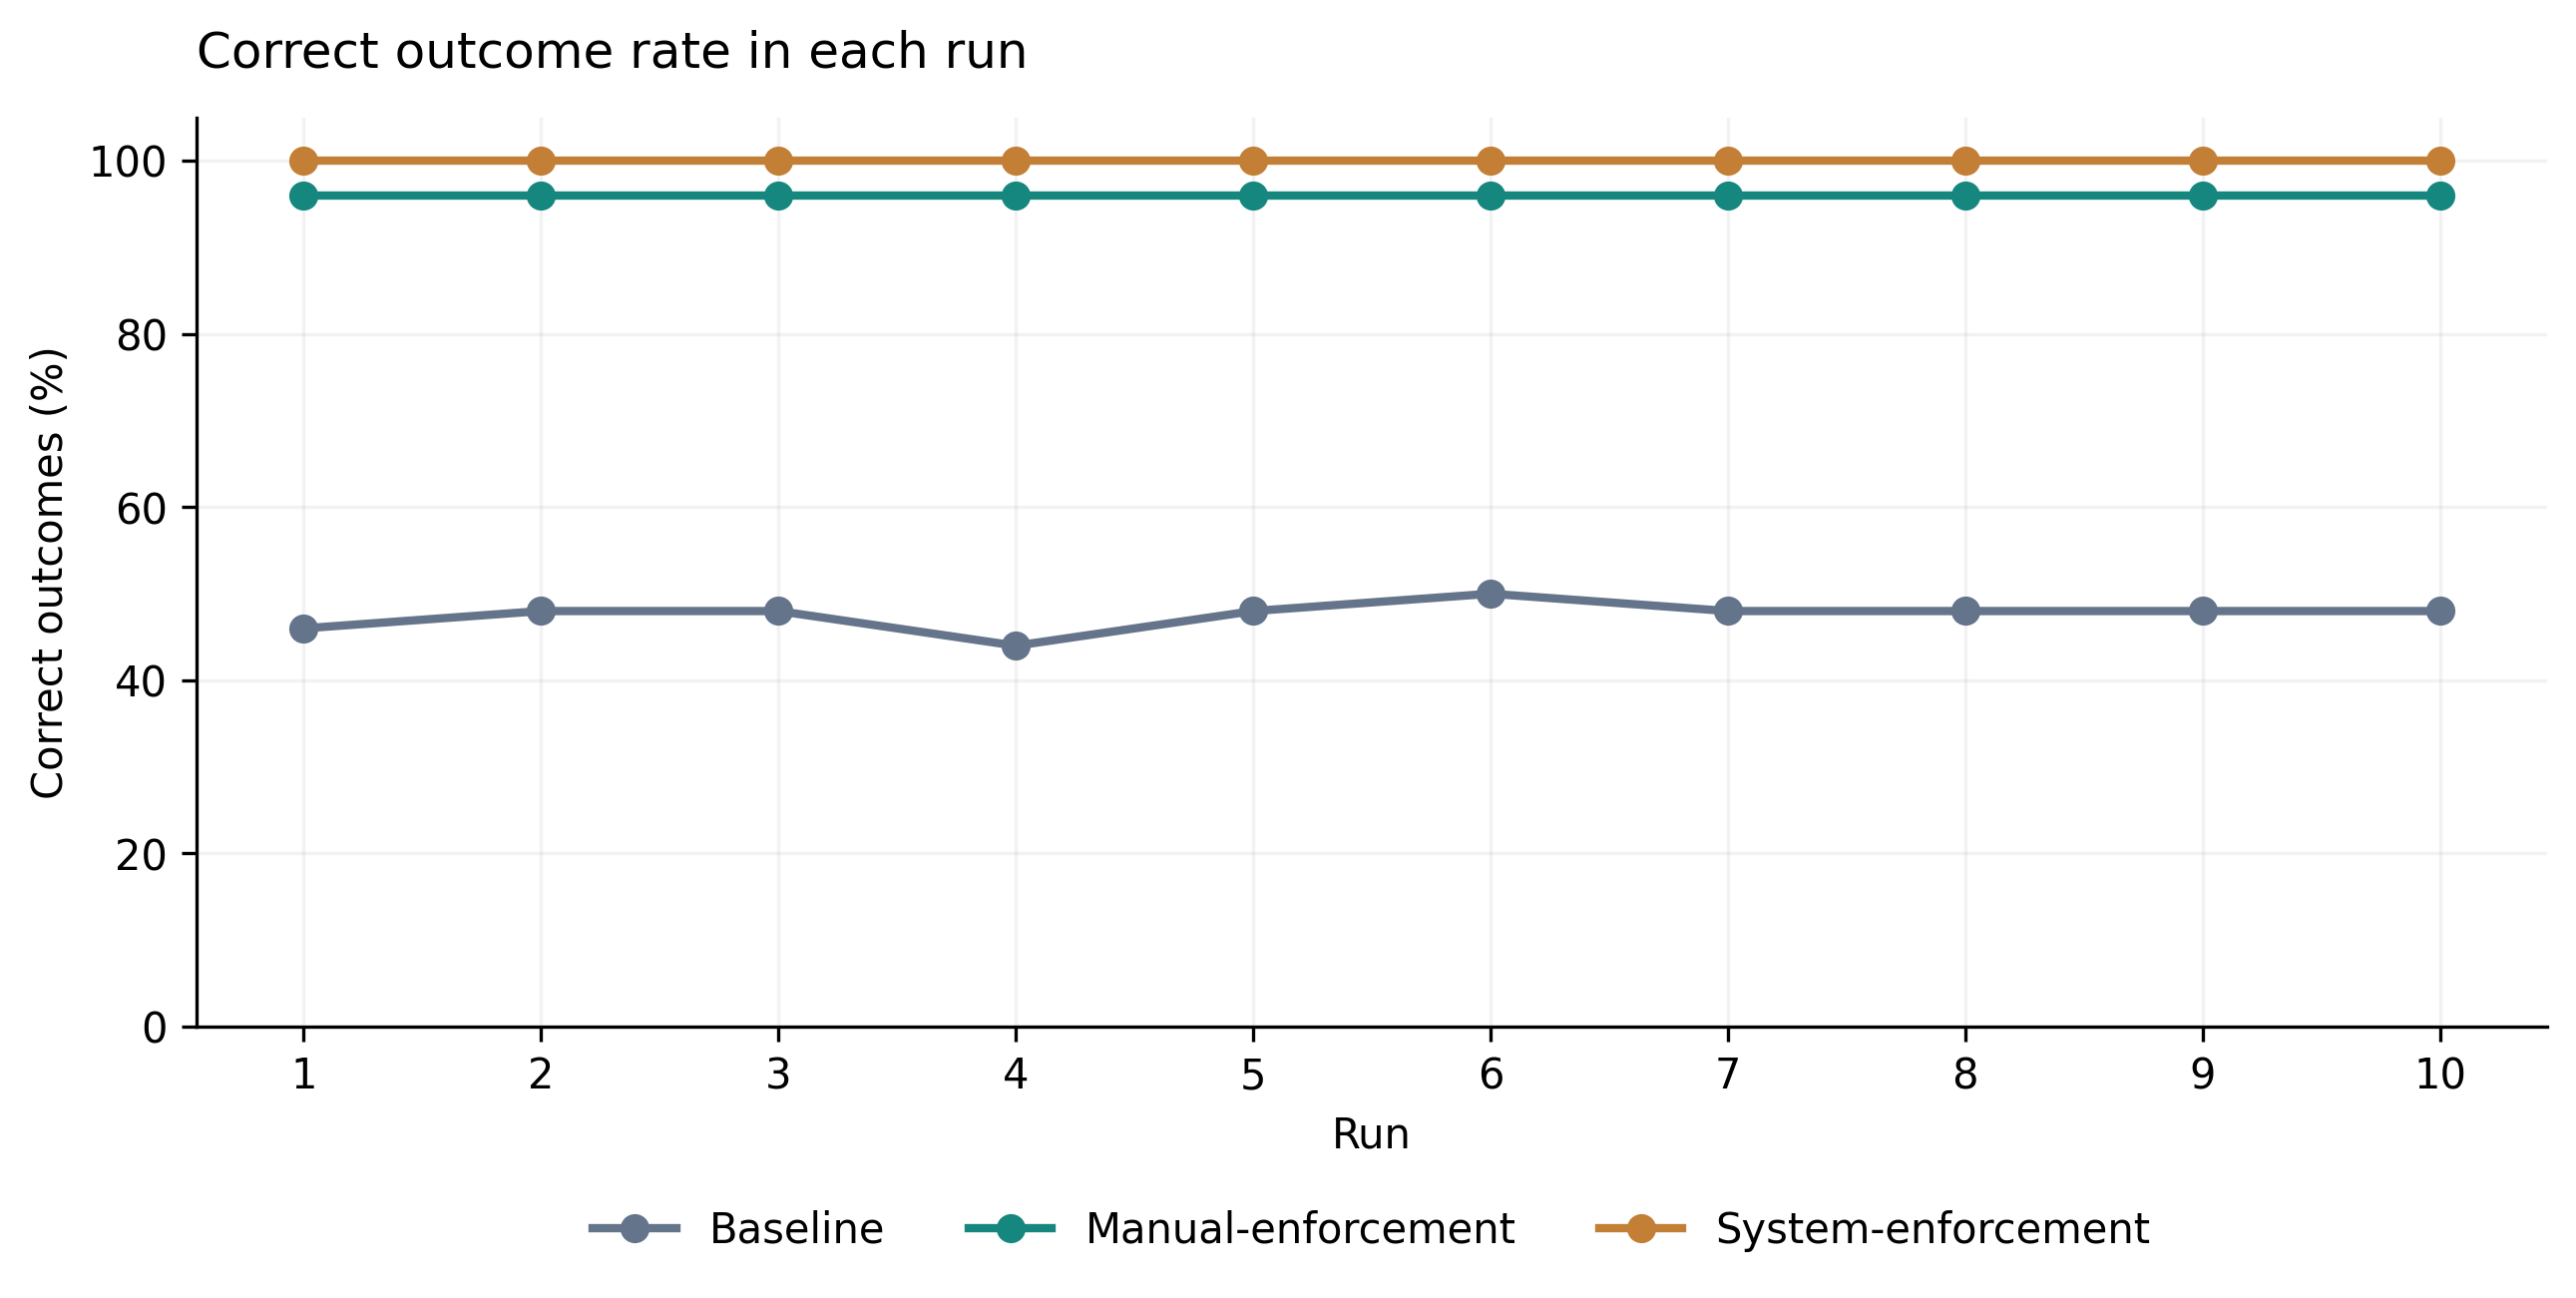 Correct outcome rate in each run
Correct outcomes (%)
100
80
60
40
20
0
1 2 3 4 5 6 7 8 9 10
Run
Baseline Manual-enforcement System-enforcement